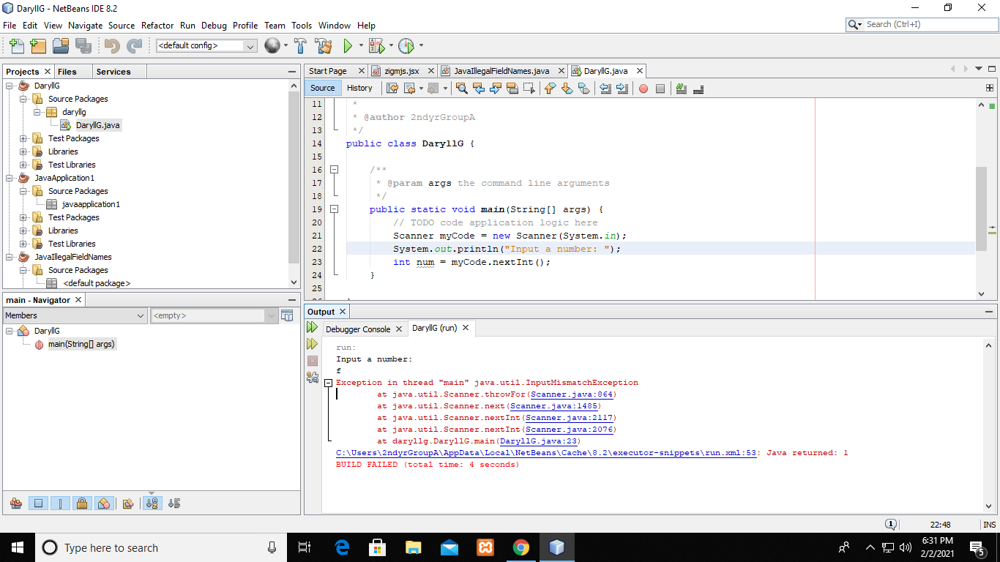 DaryllG - NetBeans IDE 8.2
File Edit View Navigate Source Refactor Run Debug Profile Team Tools Window Help
Search (Ctrl+I)
<default config>
Projects Files Services
DaryllG
Source Packages
daryllg
DaryllG.java
Test Packages
Libraries
Test Libraries
JavaApplication1
Source Packages
javaapplication1
Test Packages
Libraries
Test Libraries
JavaIllegalFieldNames
Source Packages
<default package>
main - Navigator
Members
<empty>
DaryllG
main(String[] args)
Start Page zigmjs.jsx JavaIllegalFieldNames.java DaryllG.java
Source History
11 *
12 * @author 2ndyrGroupA
13 */
14 public class DaryllG {
15
16 /**
17 * @param args the command line arguments
18 */
19 public static void main(String[] args) {
20 // TODO code application logic here
21 Scanner myCode = new Scanner(System.in);
22 System.out.println("Input a number: ");
23 int num = myCode.nextInt();
24 }
25
Output
Debugger Console DaryllG (run)
run:
Input a number:
f
Exception in thread "main" java.util.InputMismatchException
at java.util.Scanner.throwFor(Scanner.java:864)
at java.util.Scanner.next(Scanner.java:1485)
at java.util.Scanner.nextInt(Scanner.java:2117)
at java.util.Scanner.nextInt(Scanner.java:2076)
at daryllg.DaryllG.main(DaryllG.java:23)
C:\Users\2ndyrGroupA\AppData\Local\NetBeans\Cache\8.2\executor-snippets\run.xml:53: Java returned: 1
BUILD FAILED (total time: 4 seconds)
1
22:48 INS
Type here to search
6:31 PM
2/2/2021
5